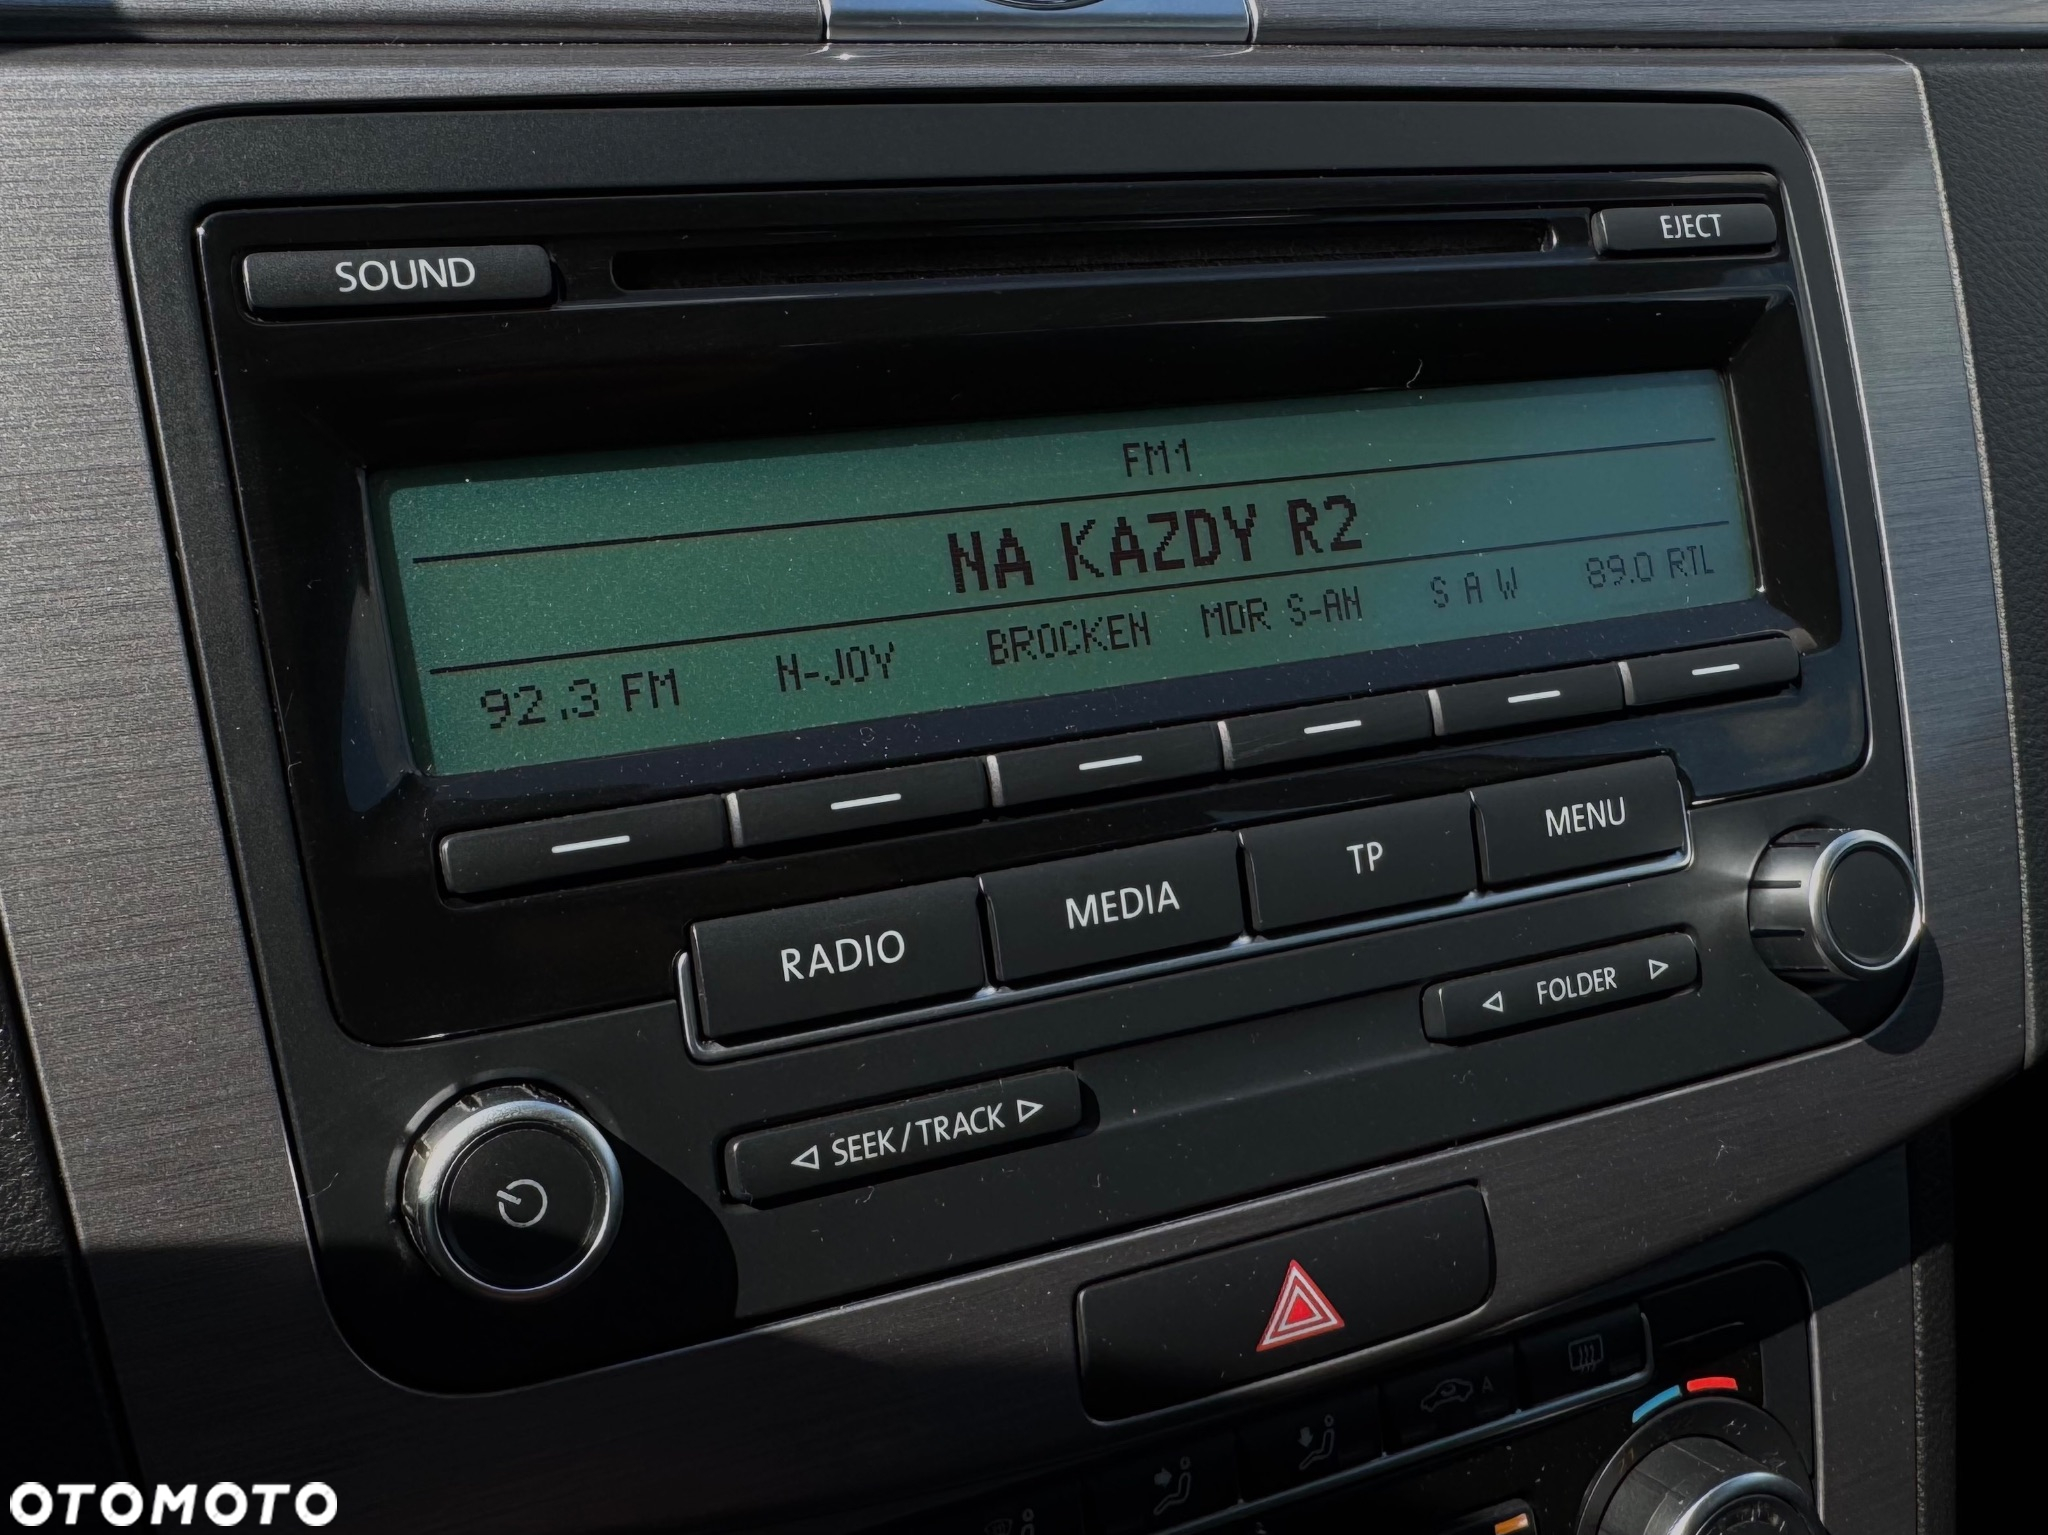 SOUND
EJECT
FM1
NA KAZDY R2
92.3 FM N-JOY BROCKEN MDR S-AN S A W 89.0 RTL
RADIO MEDIA TP MENU
FOLDER
SEEK/TRACK
A
OTOMOTO